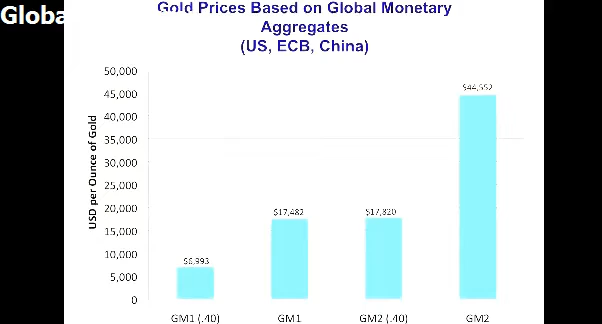 Gold Prices Based on Global Monetary
Globa
Aggregates
(US, ECB, China)
50,000
45,000
$44,552
40,000
35,000
30,000
25,000
20,000
$17,482
$17,820
15,000
10,000
$6,993
5,000
0
USD per Ounce of Gold
GM1 (.40)
GM1
GM2 (.40)
GM2